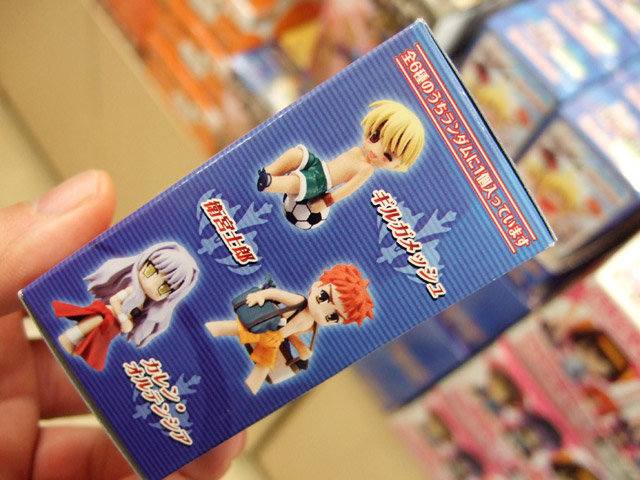 全6種のうちランダムに1個入っています
ギルガメッシュ
衛宮士郎
カレン・
オルテンシア